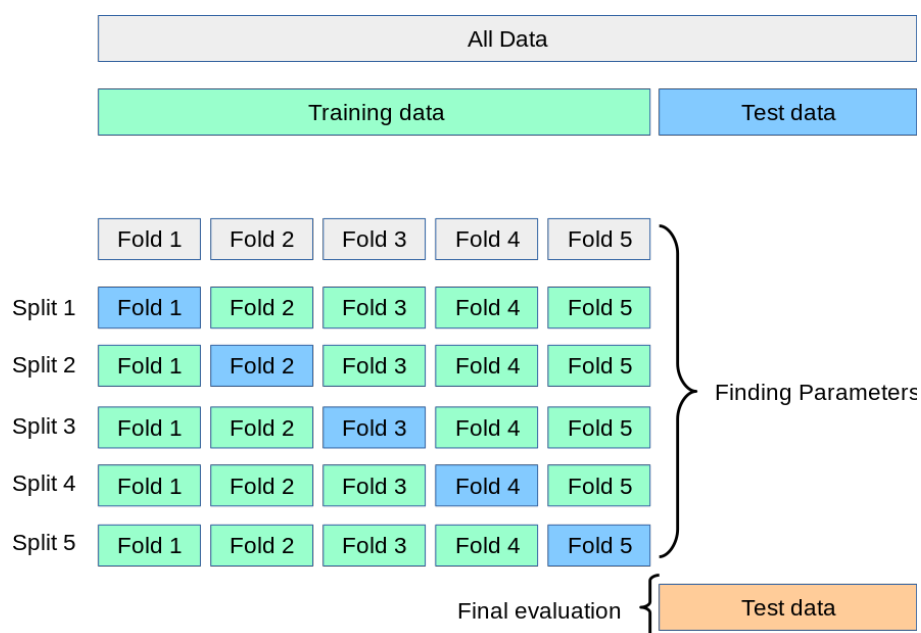 All Data
Training data Test data
Fold 1 Fold 2 Fold 3 Fold 4 Fold 5
Split 1 Fold 1 Fold 2 Fold 3 Fold 4 Fold 5
Split 2 Fold 1 Fold 2 Fold 3 Fold 4 Fold 5
Finding Parameters
Split 3 Fold 1 Fold 2 Fold 3 Fold 4 Fold 5
Split 4 Fold 1 Fold 2 Fold 3 Fold 4 Fold 5
Split 5 Fold 1 Fold 2 Fold 3 Fold 4 Fold 5
Final evaluation Test data